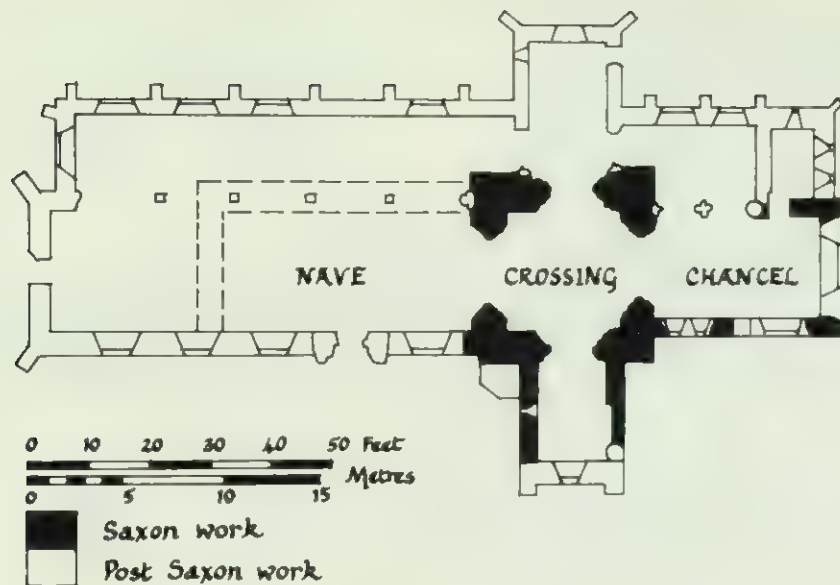 NAVE CROSSING CHANCEL
0 10 20 30 40 50 Feet
Metres
0 5 10 15
Saxon work
Post Saxon work